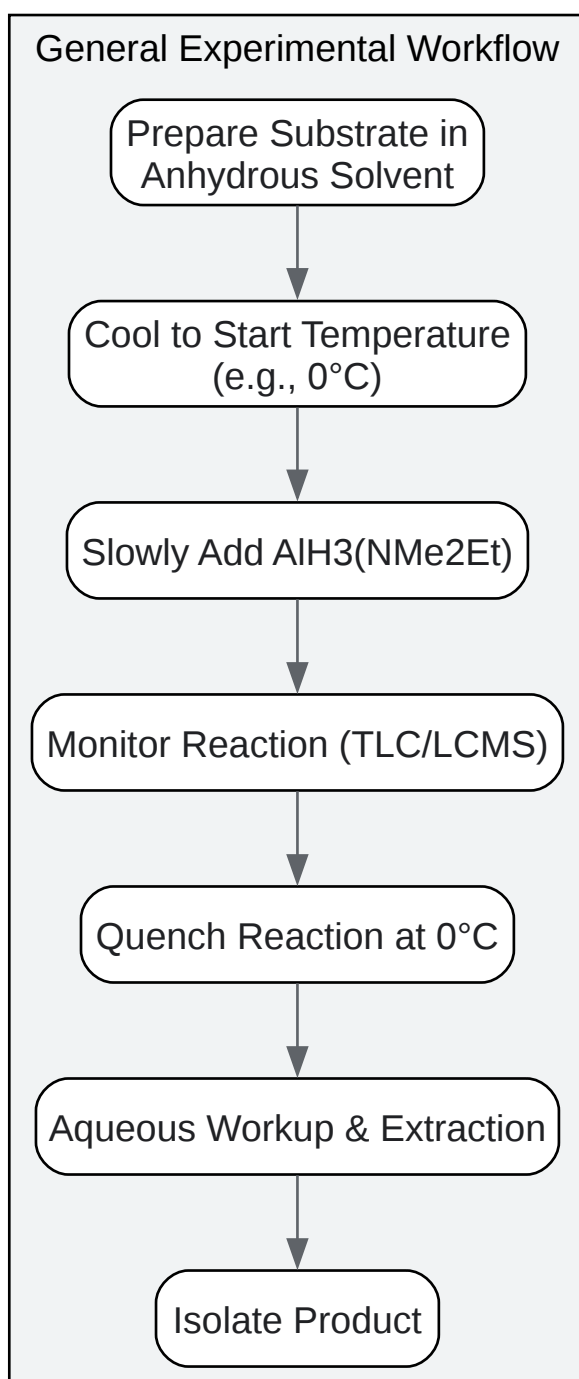 General Experimental Workflow
Prepare Substrate in
Anhydrous Solvent
Cool to Start Temperature
(e.g., 0°C)
Slowly Add AlH3(NMe2Et)
Monitor Reaction (TLC/LCMS)
Quench Reaction at 0°C
Aqueous Workup & Extraction
Isolate Product